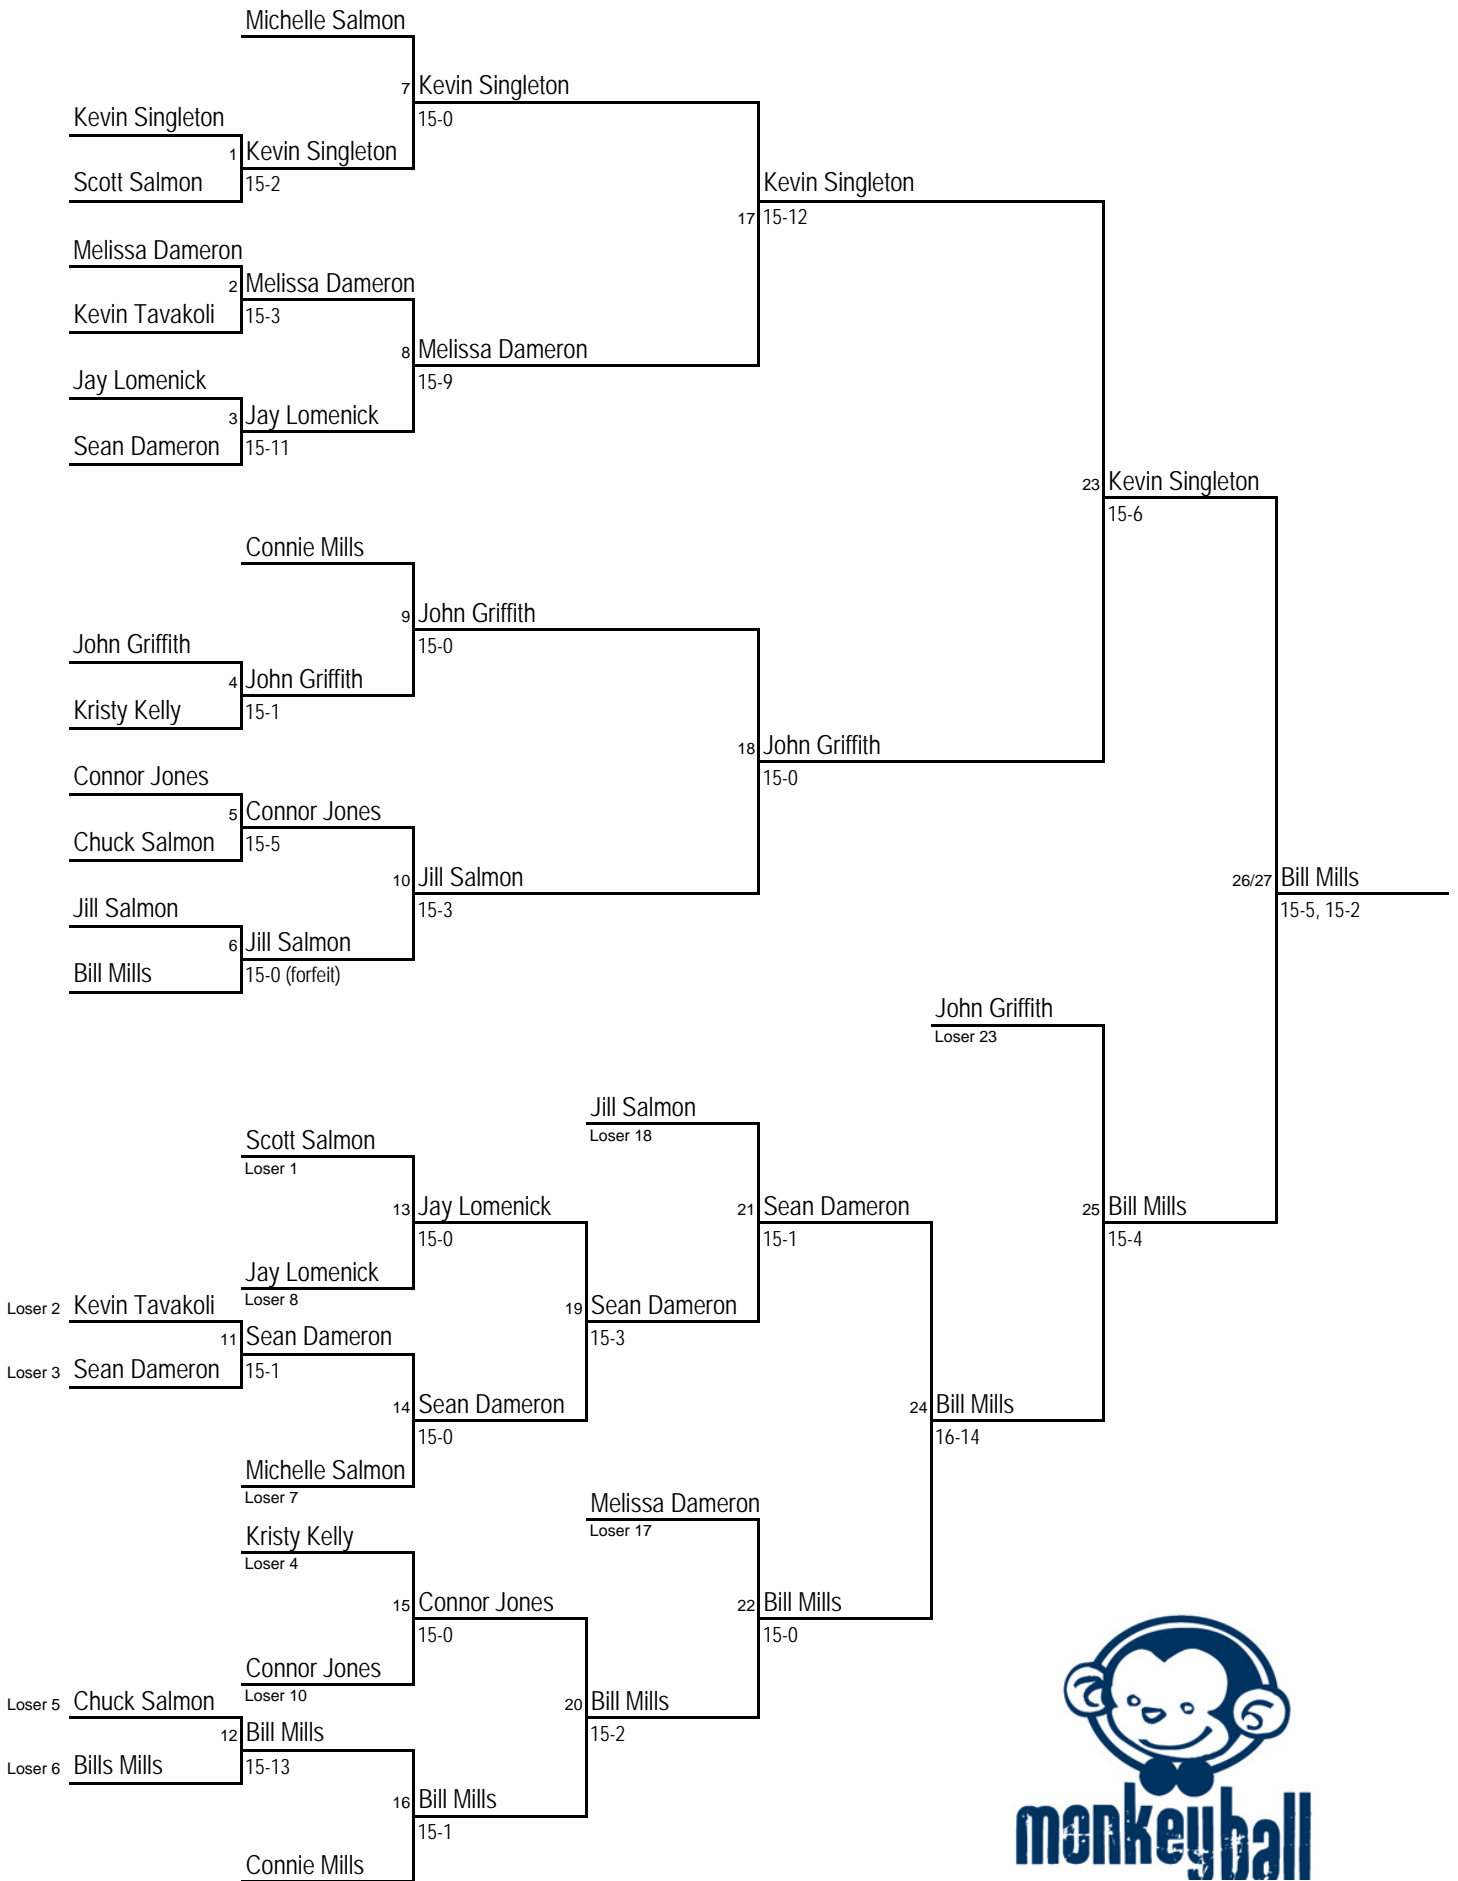 Michelle Salmon
7 Kevin Singleton
Kevin Singleton
15-0
1 Kevin Singleton
Scott Salmon
15-2
Kevin Singleton
17 15-12
Melissa Dameron
2 Melissa Dameron
Kevin Tavakoli
15-3
8 Melissa Dameron
Jay Lomenick
15-9
3 Jay Lomenick
Sean Dameron
15-11
23 Kevin Singleton
15-6
Connie Mills
9 John Griffith
John Griffith
15-0
4 John Griffith
Kristy Kelly
15-1
18 John Griffith
Connor Jones
15-0
5 Connor Jones
Chuck Salmon
15-5
10 Jill Salmon
26/27 Bill Mills
Jill Salmon
15-3
15-5, 15-2
6 Jill Salmon
Bill Mills
15-0 (forfeit)
John Griffith
Loser 23
Jill Salmon
Loser 18
Scott Salmon
Loser 1
13 Jay Lomenick
21 Sean Dameron
25 Bill Mills
15-0
15-1
15-4
Jay Lomenick
Loser 8
Loser 2 Kevin Tavakoli
19 Sean Dameron
11 Sean Dameron
15-3
Loser 3 Sean Dameron
15-1
14 Sean Dameron
24 Bill Mills
15-0
16-14
Michelle Salmon
Loser 7
Melissa Dameron
Loser 17
Kristy Kelly
Loser 4
15 Connor Jones
22 Bill Mills
15-0
15-0
Connor Jones
Loser 10
Loser 5 Chuck Salmon
20 Bill Mills
12 Bill Mills
15-2
Loser 6 Bills Mills
15-13
16 Bill Mills
15-1
Connie Mills
monkeyball